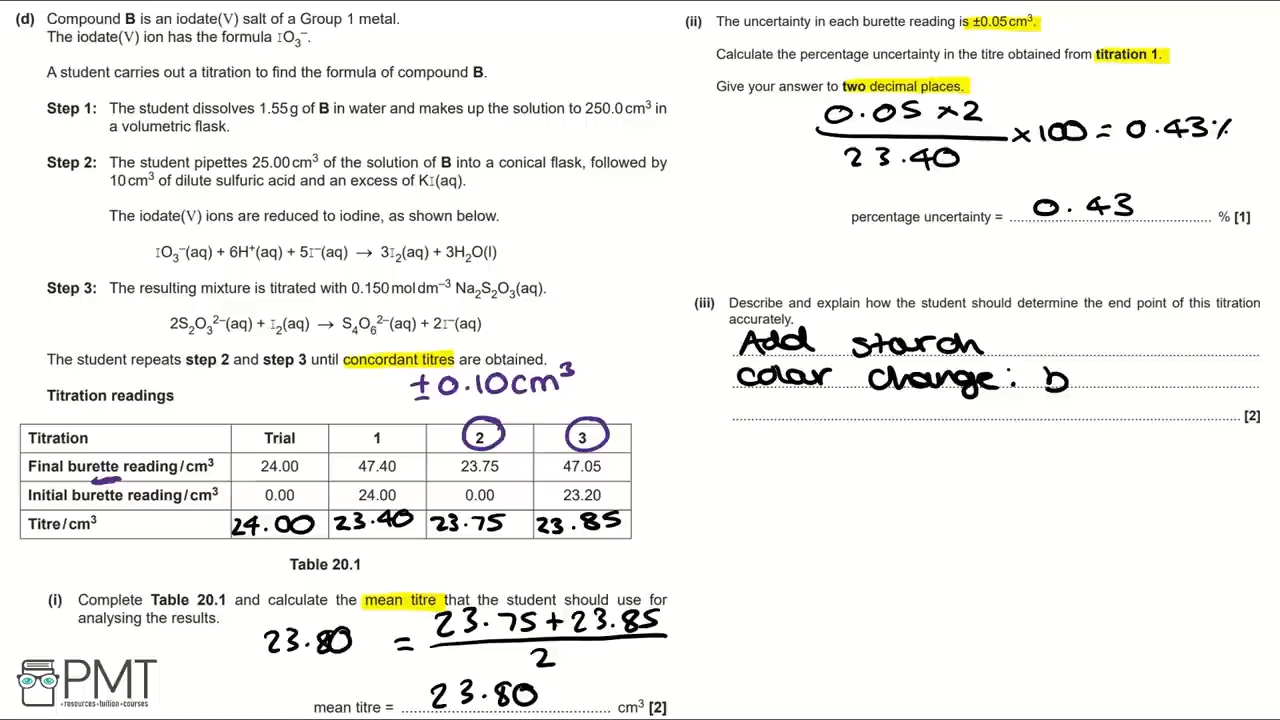 (d) Compound B is an iodate(V) salt of a Group 1 metal.
The iodate(V) ion has the formula IO₃⁻.
A student carries out a titration to find the formula of compound B.
Step 1: The student dissolves 1.55 g of B in water and makes up the solution to 250.0 cm³ in
a volumetric flask.
Step 2: The student pipettes 25.00 cm³ of the solution of B into a conical flask, followed by
10 cm³ of dilute sulfuric acid and an excess of KI(aq).
The iodate(V) ions are reduced to iodine, as shown below.
IO₃⁻(aq) + 6H⁺(aq) + 5I⁻(aq) → 3I₂(aq) + 3H₂O(l)
Step 3: The resulting mixture is titrated with 0.150 mol dm⁻³ Na₂S₂O₃(aq).
2S₂O₃²⁻(aq) + I₂(aq) → S₄O₆²⁻(aq) + 2I⁻(aq)
The student repeats step 2 and step 3 until concordant titres are obtained.
± 0.10cm³
Titration readings
Titration Trial 1 2 3
Final burette reading/cm³ 24.00 47.40 23.75 47.05
Initial burette reading/cm³ 0.00 24.00 0.00 23.20
Titre/cm³ 24.00 23.40 23.75 23.85
Table 20.1
(i) Complete Table 20.1 and calculate the mean titre that the student should use for
analysing the results.
23.80 = 23.75 + 23.85
2
mean titre = 23.80 cm³ [2]
PMT
•resources•tuition•courses
(ii) The uncertainty in each burette reading is ±0.05 cm³.
Calculate the percentage uncertainty in the titre obtained from titration 1.
Give your answer to two decimal places.
0.05 x2
x100 = 0.43%
23.40
percentage uncertainty = 0.43 % [1]
(iii) Describe and explain how the student should determine the end point of this titration
accurately.
Add starch
colar change: b
[2]